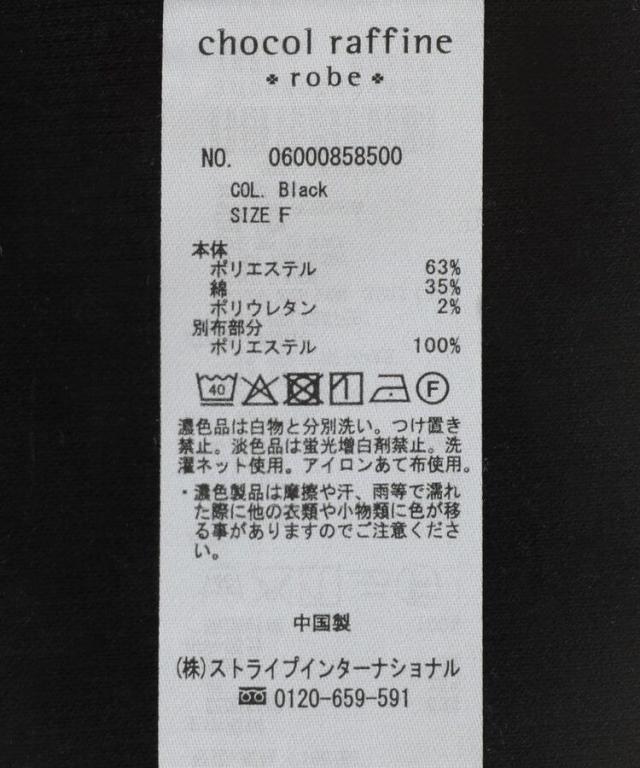 chocol raffine
robe
NO. 06000858500
COL. Black
SIZE F
本体
ポリエステル 63%
綿 35%
ポリウレタン 2%
別布部分
ポリエステル 100%
40
F
濃色品は白物と分別洗い。つけ置き
禁止。淡色品は蛍光増白剤禁止。洗
濯ネット使用。アイロンあて布使用。
・濃色製品は摩擦や汗、雨等で濡れ
た際に他の衣類や小物類に色が移
る事がありますのでご注意くださ
い。
中国製
(株)ストライプインターナショナル
0120-659-591